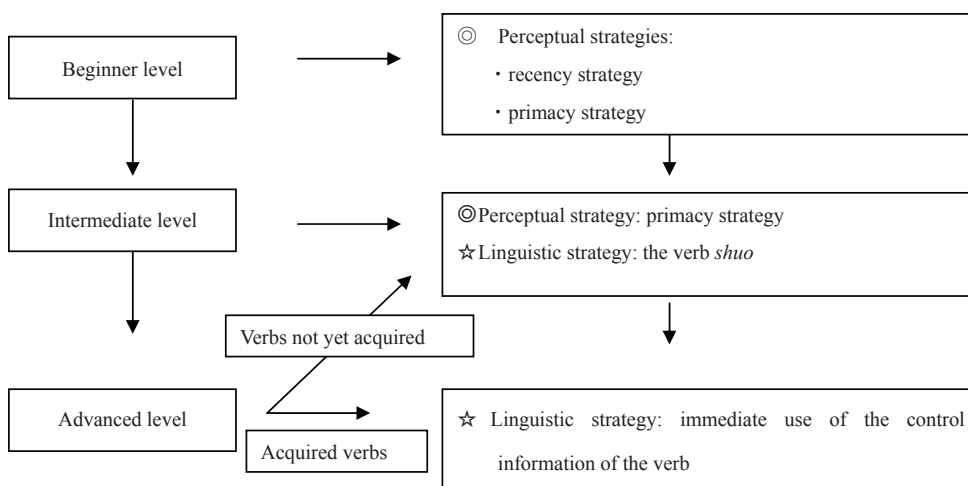 Beginner level
◎ Perceptual strategies:
・recency strategy
・primacy strategy
Intermediate level
◎Perceptual strategy: primacy strategy
☆Linguistic strategy: the verb shuo
Verbs not yet acquired
Advanced level
Acquired verbs
☆ Linguistic strategy: immediate use of the control
information of the verb